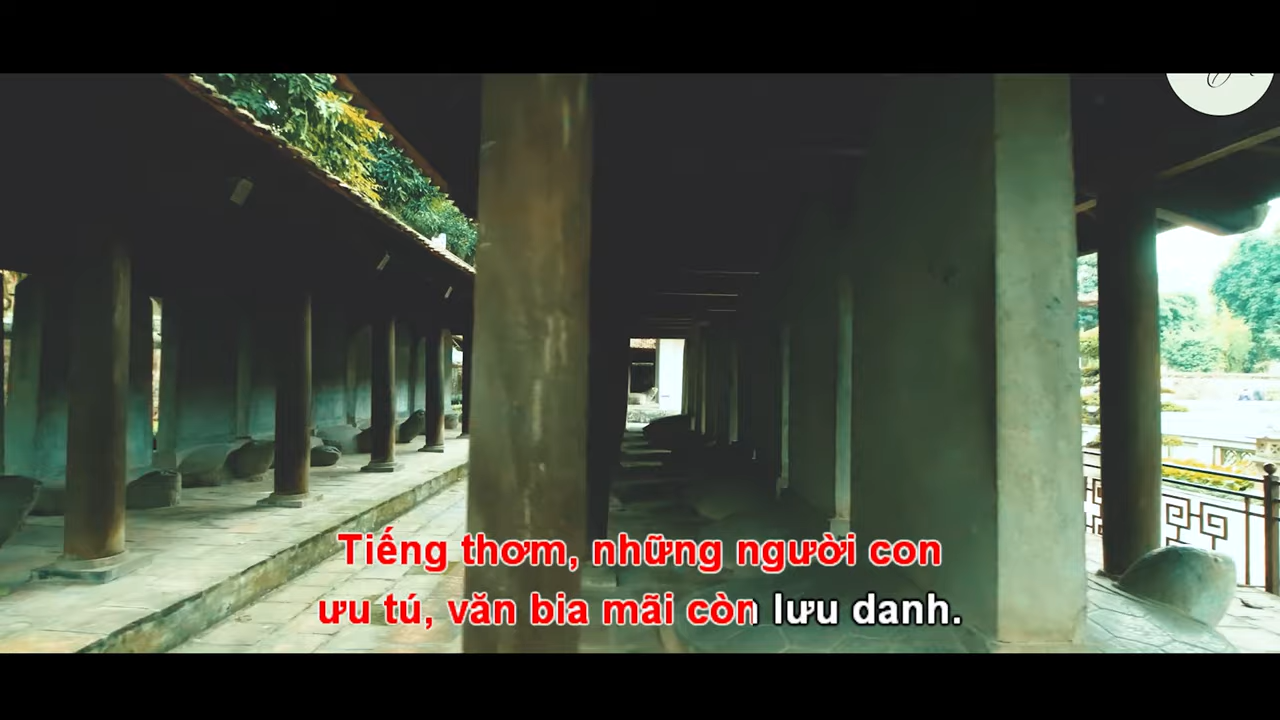 Tiếng thơm, những người con
ưu tú, văn bia mãi còn lưu danh.